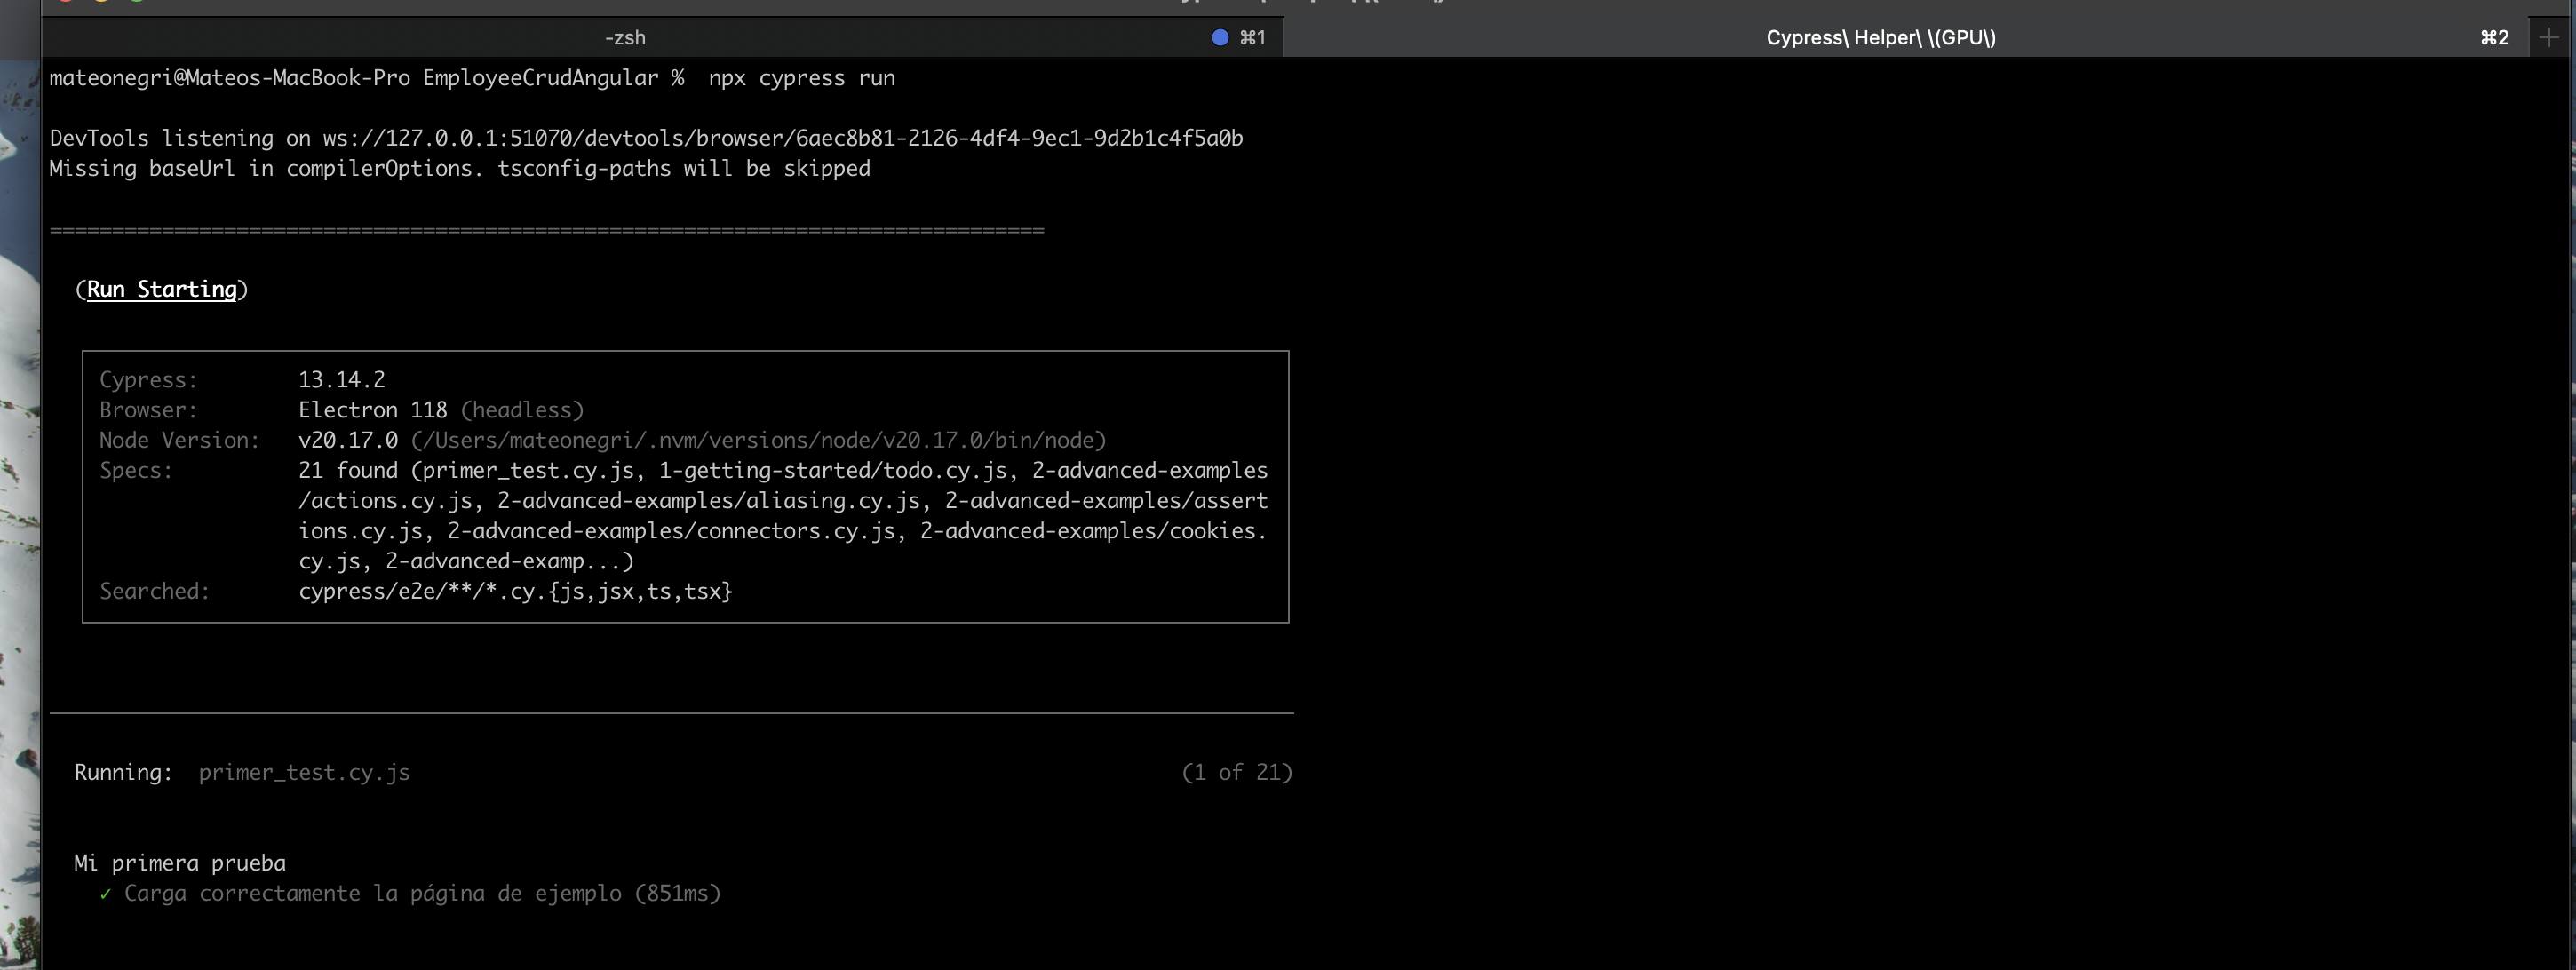 -zsh ⌘1 Cypress\ Helper\ \(GPU\) ⌘2
mateonegri@Mateos-MacBook-Pro EmployeeCrudAngular %  npx cypress run
DevTools listening on ws://127.0.0.1:51070/devtools/browser/6aec8b81-2126-4df4-9ec1-9d2b1c4f5a0b
Missing baseUrl in compilerOptions. tsconfig-paths will be skipped
================================================================================
(Run Starting)
Cypress: 13.14.2
Browser: Electron 118 (headless)
Node Version: v20.17.0 (/Users/mateonegri/.nvm/versions/node/v20.17.0/bin/node)
Specs: 21 found (primer_test.cy.js, 1-getting-started/todo.cy.js, 2-advanced-examples
/actions.cy.js, 2-advanced-examples/aliasing.cy.js, 2-advanced-examples/assert
ions.cy.js, 2-advanced-examples/connectors.cy.js, 2-advanced-examples/cookies.
cy.js, 2-advanced-examp...)
Searched: cypress/e2e/**/*.cy.{js,jsx,ts,tsx}
Running: primer_test.cy.js (1 of 21)
Mi primera prueba
✓ Carga correctamente la página de ejemplo (851ms)